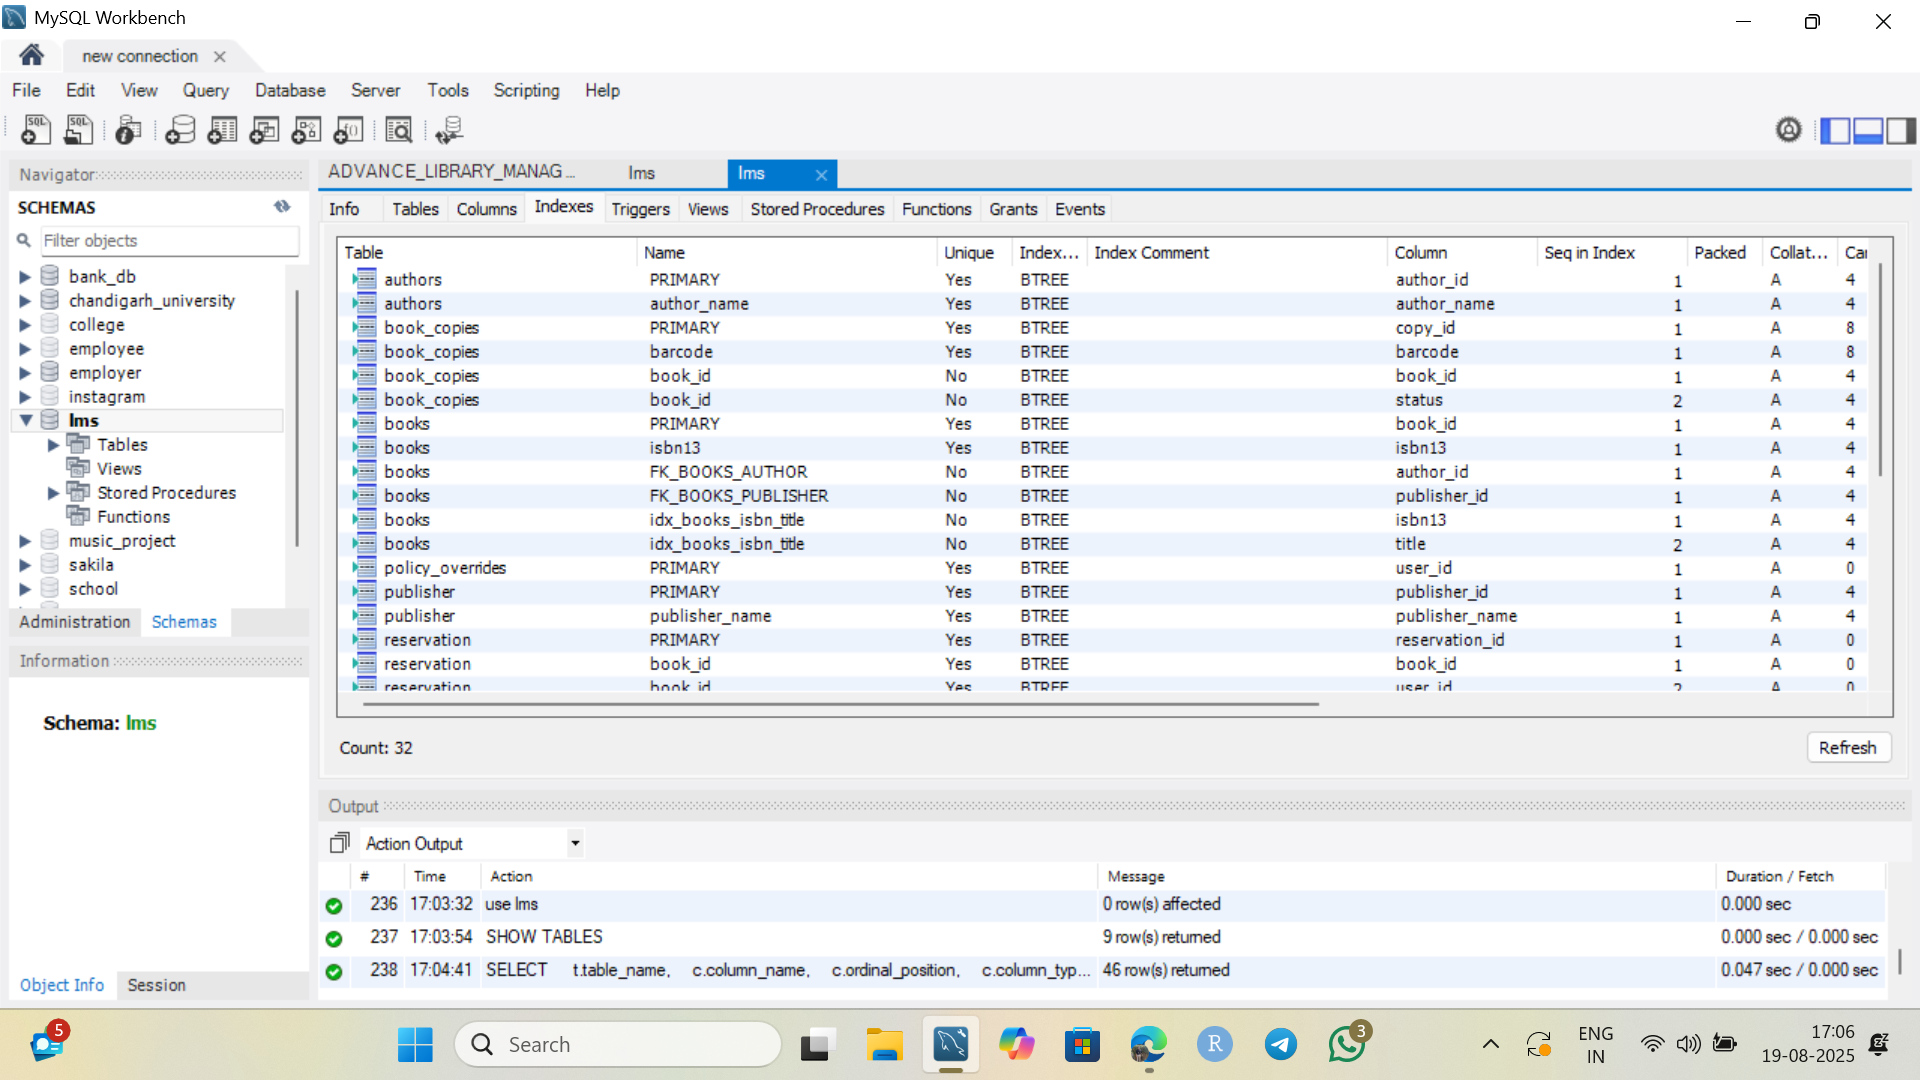 MySQL Workbench
new connection
File Edit View Query Database Server Tools Scripting Help
Navigator
SCHEMAS
Filter objects
bank_db
chandigarh_university
college
employee
employer
instagram
lms
Tables
Views
Stored Procedures
Functions
music_project
sakila
school
Administration Schemas
Information
Schema: lms
Object Info Session
ADVANCE_LIBRARY_MANAG ... lms lms
Info Tables Columns Indexes Triggers Views Stored Procedures Functions Grants Events
Table Name Unique Index... Index Comment Column Seq in Index Packed Collat... Car
authors PRIMARY Yes BTREE author_id 1 A 4
authors author_name Yes BTREE author_name 1 A 4
book_copies PRIMARY Yes BTREE copy_id 1 A 8
book_copies barcode Yes BTREE barcode 1 A 8
book_copies book_id No BTREE book_id 1 A 4
book_copies book_id No BTREE status 2 A 4
books PRIMARY Yes BTREE book_id 1 A 4
books isbn13 Yes BTREE isbn13 1 A 4
books FK_BOOKS_AUTHOR No BTREE author_id 1 A 4
books FK_BOOKS_PUBLISHER No BTREE publisher_id 1 A 4
books idx_books_isbn_title No BTREE isbn13 1 A 4
books idx_books_isbn_title No BTREE title 2 A 4
policy_overrides PRIMARY Yes BTREE user_id 1 A 0
publisher PRIMARY Yes BTREE publisher_id 1 A 4
publisher publisher_name Yes BTREE publisher_name 1 A 4
reservation PRIMARY Yes BTREE reservation_id 1 A 0
reservation book_id Yes BTREE book_id 1 A 0
reservation book_id Yes BTREE user_id 2 A 0
Count: 32
Refresh
Output
Action Output
# Time Action Message Duration / Fetch
236 17:03:32 use lms 0 row(s) affected 0.000 sec
237 17:03:54 SHOW TABLES 9 row(s) returned 0.000 sec / 0.000 sec
238 17:04:41 SELECT t.table_name, c.column_name, c.ordinal_position, c.column_typ... 46 row(s) returned 0.047 sec / 0.000 sec
5
Search
R
3
ENG
IN
17:06
19-08-2025